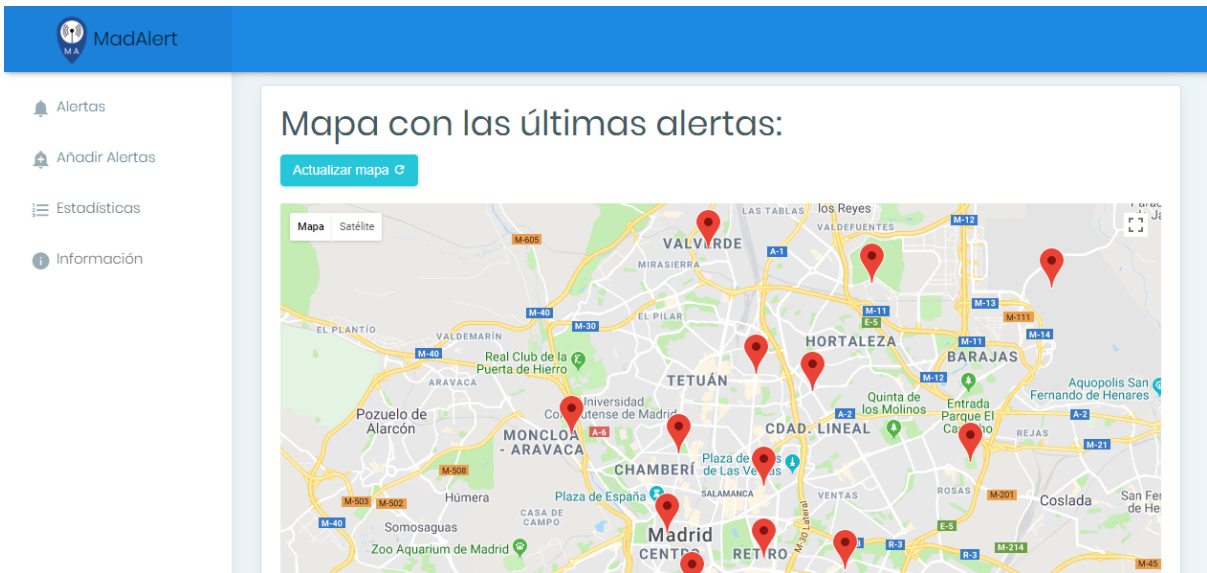 MA
MadAlert
Alertas
Añadir Alertas
Estadísticas
Información
Mapa con las últimas alertas:
Actualizar mapa
Mapa
Satélite
LAS TABLAS
los Reyes
VALDEFUENTES
M-12
M-605
VALVERDE
A-1
MIRASIERRA
M-40
M-30
EL PILAR
M-11
E-5
M-13
M-111
EL PLANTÍO
VALDEMARÍN
M-40
HORTALEZA
M-11
M-14
BARAJAS
Real Club de la
Puerta de Hierro
ARAVACA
TETUÁN
M-12
Quinta de
los Molinos
Entrada
Parque El
Aquopolis San
Fernando de Henares
Pozuelo de
Alarcón
Universidad
Complutense de Madrid
A-2
A-2
MONCLOA
- ARAVACA
A-6
CDAD. LINEAL
REJAS
M-21
M-508
CHAMBERÍ
Plaza de
de Las Ventas
M-503
M-502
Húmera
Plaza de España
SALAMANCA
VENTAS
ROSAS
M-201
Coslada
San Fer
de He
M-40
Somosaguas
CASA DE
CAMPO
Madrid
E-5
Zoo Aquarium de Madrid
CENTRO
RETIRO
M-30 Lateral
R-3
R-3
M-214
M-45